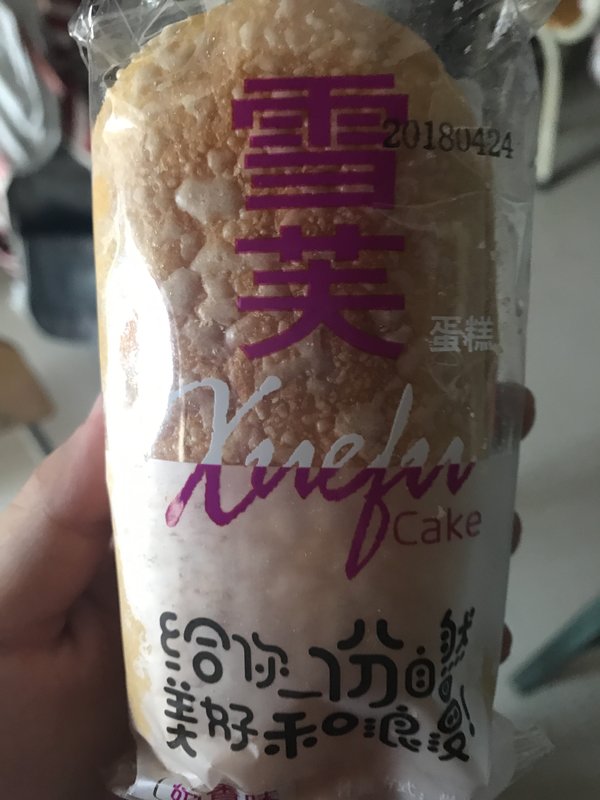 雪芙
20180424
蛋糕
Xuefu
Cake
给你一份自然
美好和浪漫!